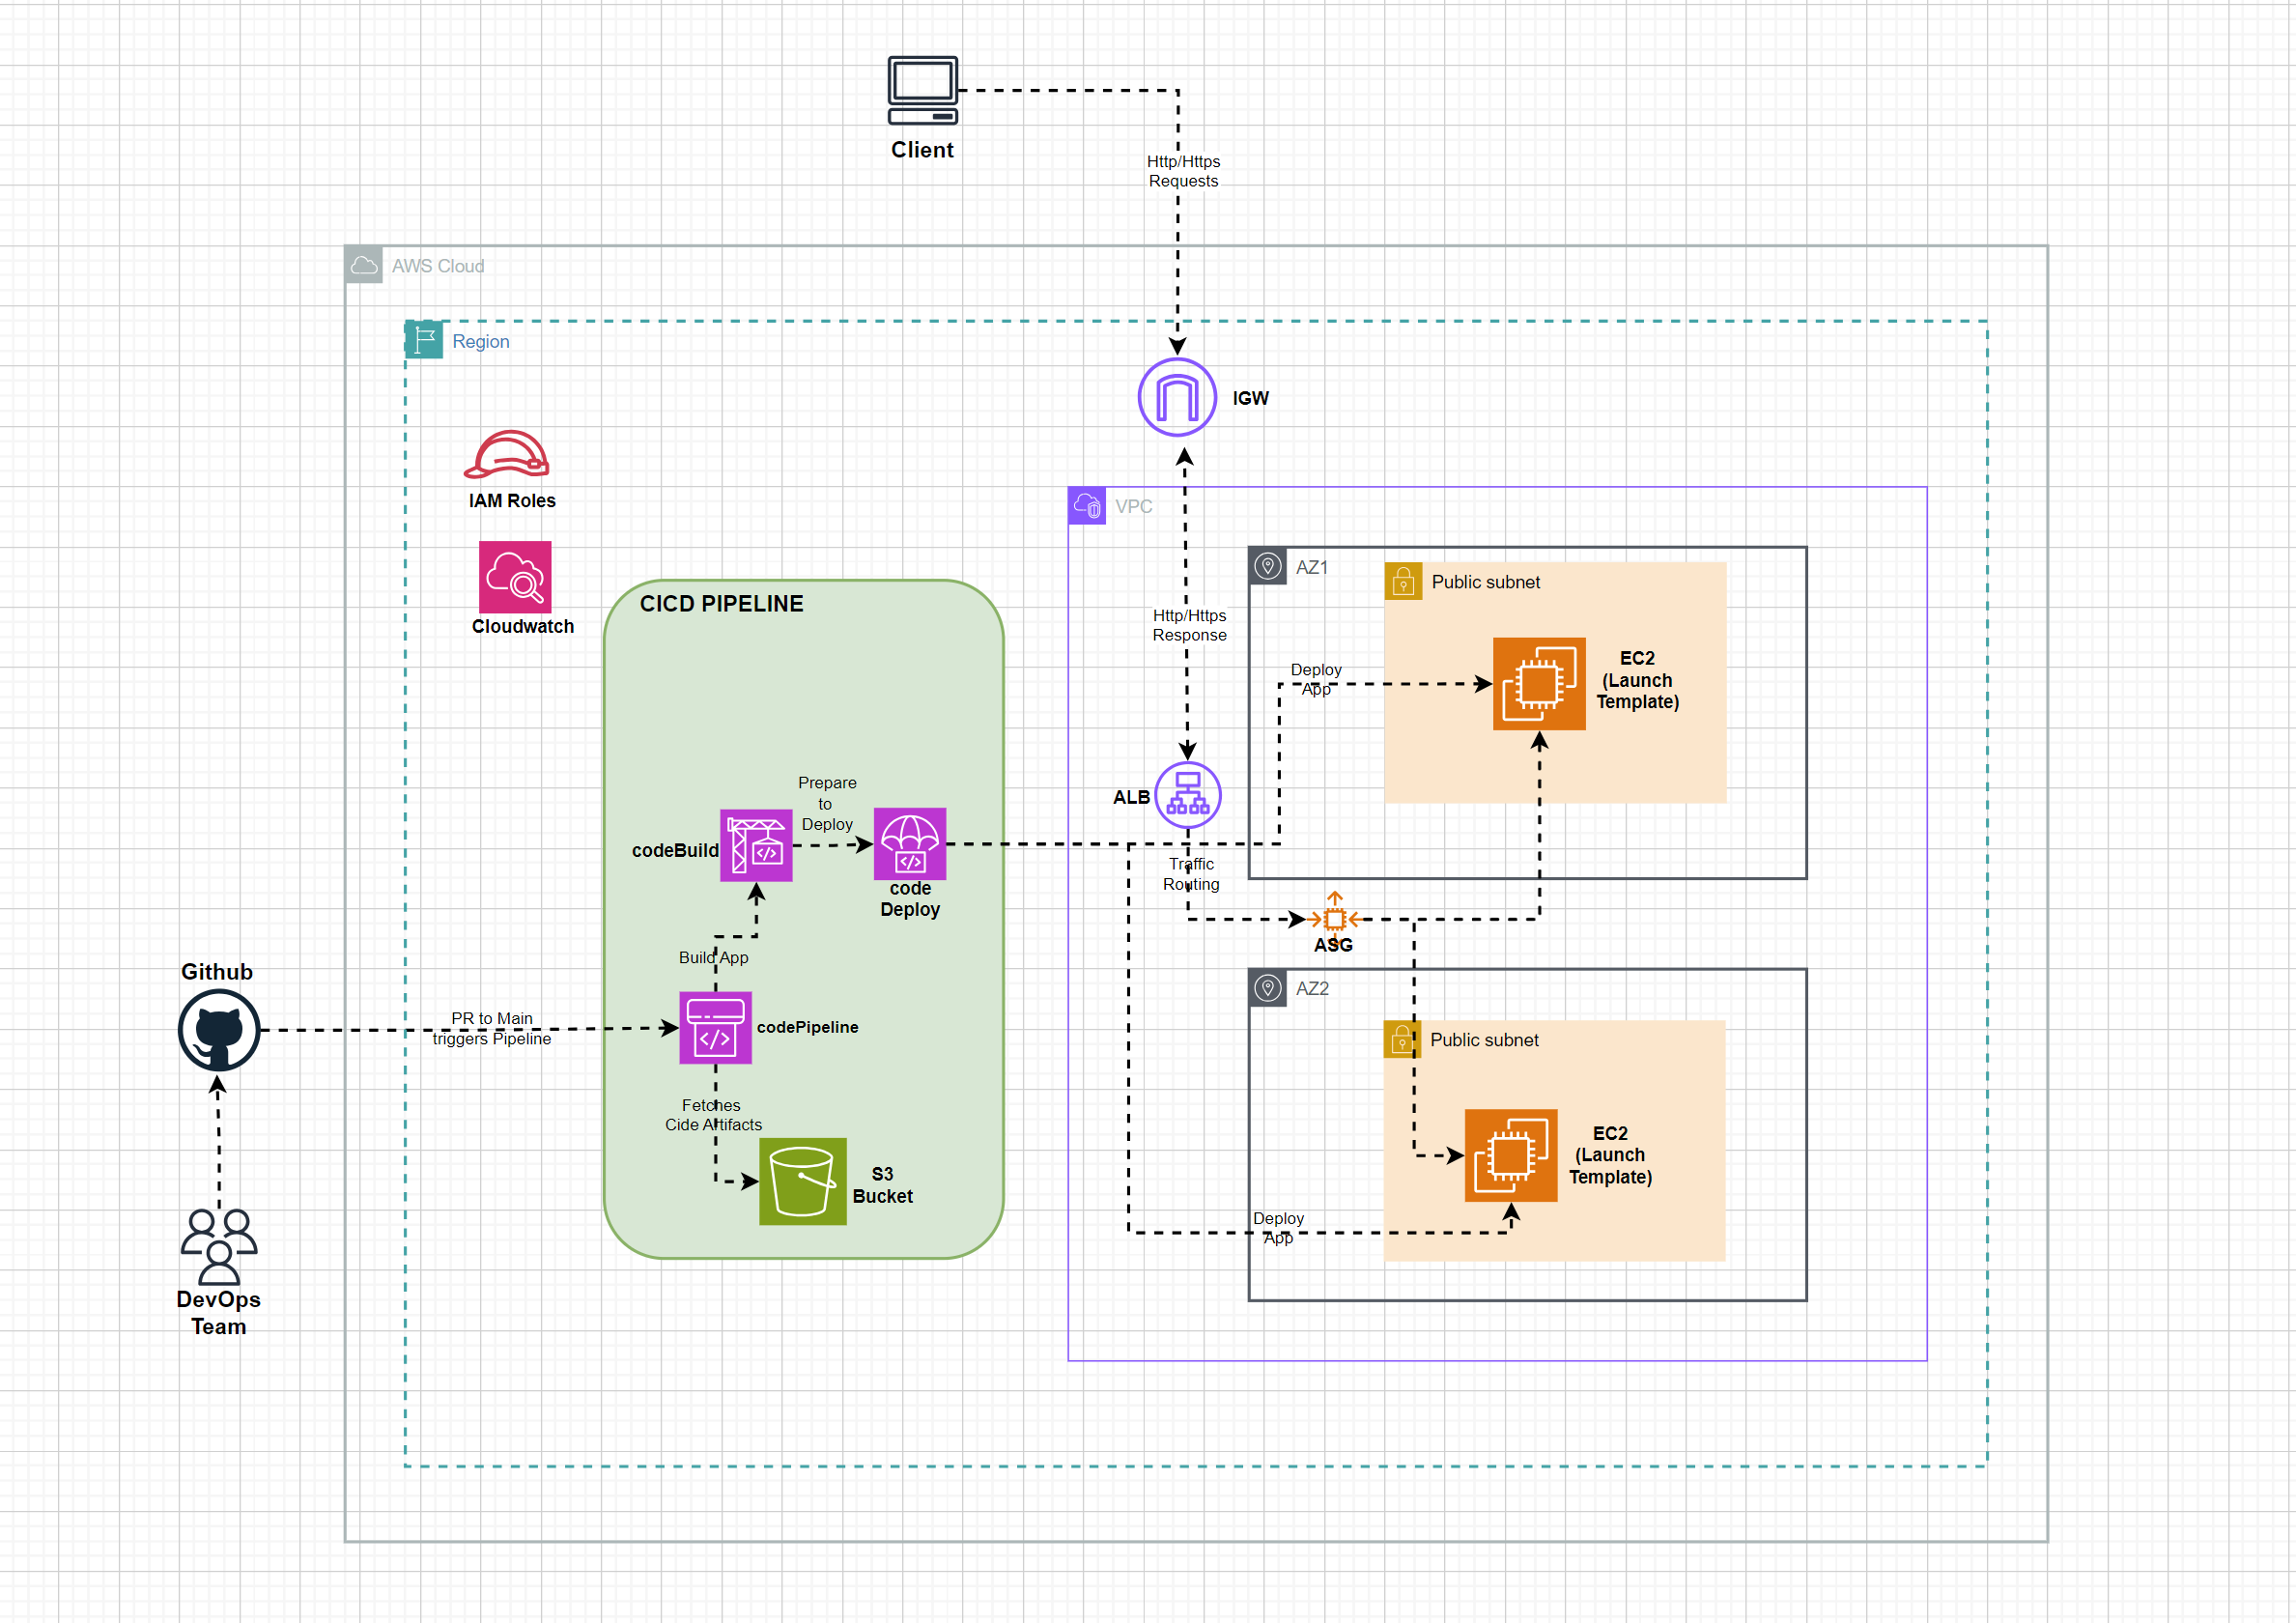 Client
Http/Https
Requests
AWS Cloud
Region
IGW
IAM Roles
VPC
Cloudwatch
AZ1
Public subnet
CICD PIPELINE
Http/Https
Response
EC2
(Launch
Template)
Deploy
App
Prepare
to
Deploy
ALB
codeBuild
code
Deploy
Traffic
Routing
ASG
Build App
Github
AZ2
PR to Main
triggers Pipeline
codePipeline
Public subnet
Fetches
Cide Artifacts
EC2
(Launch
Template)
S3
Bucket
Deploy
App
DevOps
Team